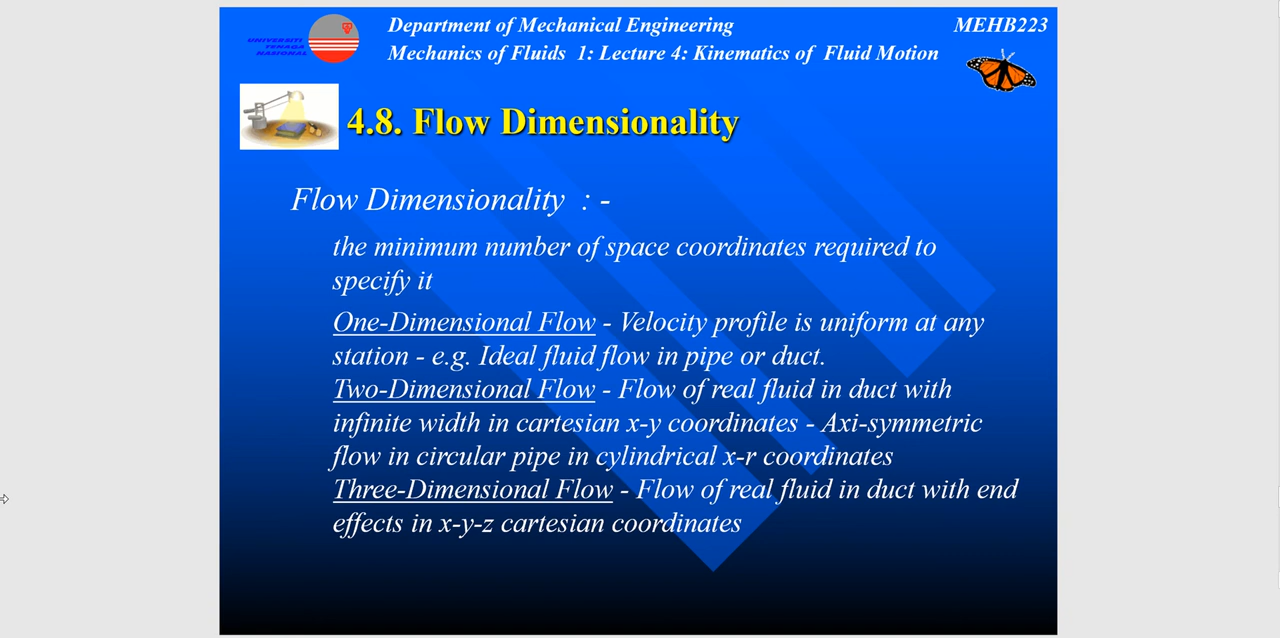 Department of Mechanical Engineering
MEHB223
UNIVERSITI
TENAGA
NASIONAL
Mechanics of Fluids 1: Lecture 4: Kinematics of Fluid Motion
4.8. Flow Dimensionality
Flow Dimensionality : -
the minimum number of space coordinates required to
specify it
One-Dimensional Flow - Velocity profile is uniform at any
station - e.g. Ideal fluid flow in pipe or duct.
Two-Dimensional Flow - Flow of real fluid in duct with
infinite width in cartesian x-y coordinates - Axi-symmetric
flow in circular pipe in cylindrical x-r coordinates
Three-Dimensional Flow - Flow of real fluid in duct with end
effects in x-y-z cartesian coordinates